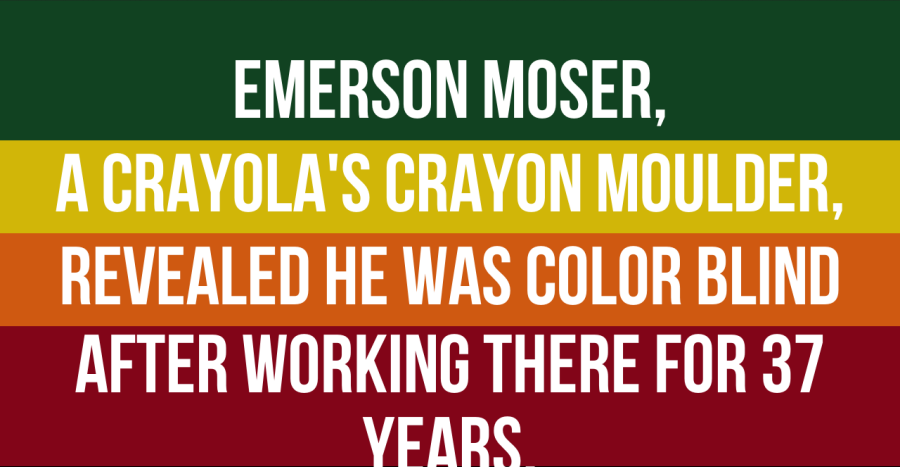 EMERSON MOSER,
A CRAYOLA'S CRAYON MOULDER,
REVEALED HE WAS COLOR BLIND
AFTER WORKING THERE FOR 37
YEARS.